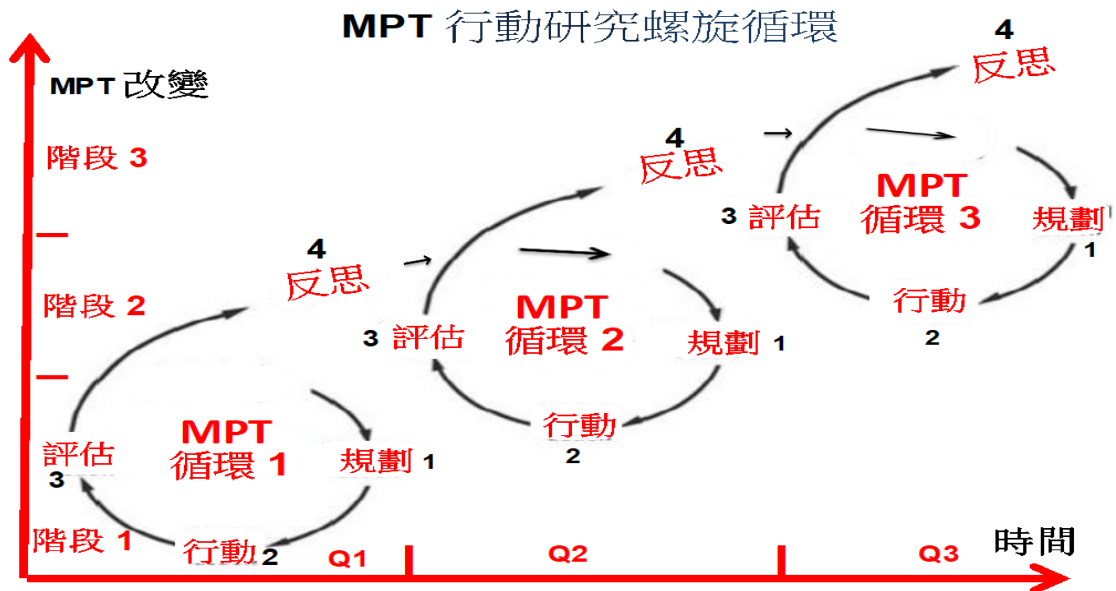 MPT 行動研究螺旋循環
MPT 改變
階段 3
階段 2
階段 1
4
反思
3 評估
MPT
循環 3
規劃
1
行動
2
4
反思
3 評估
MPT
循環 2
規劃 1
行動
2
4
反思
評估
3
MPT
循環 1
規劃 1
行動 2
Q1
Q2
Q3
時間